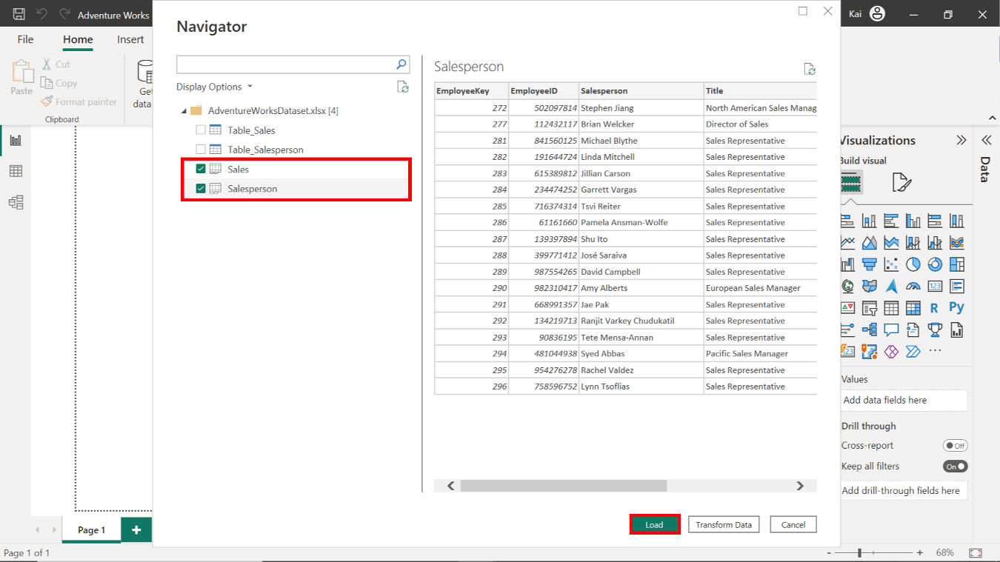 Adventure Works
Kai
File
Home
Insert
Paste
Cut
Copy
Format painter
Clipboard
Get
data
Navigator
Display Options
AdventureWorksDataset.xlsx [4]
Table_Sales
Table_Salesperson
Sales
Salesperson
Salesperson
EmployeeKey EmployeeID Salesperson Title
272 502097814 Stephen Jiang North American Sales Manag
277 112432117 Brian Welcker Director of Sales
281 841560125 Michael Blythe Sales Representative
282 191644724 Linda Mitchell Sales Representative
283 615389812 Jillian Carson Sales Representative
284 234474252 Garrett Vargas Sales Representative
285 716374314 Tsvi Reiter Sales Representative
286 61161660 Pamela Ansman-Wolfe Sales Representative
287 139397894 Shu Ito Sales Representative
288 399771412 José Saraiva Sales Representative
289 987554265 David Campbell Sales Representative
290 982310417 Amy Alberts European Sales Manager
291 668991357 Jae Pak Sales Representative
292 134219713 Ranjit Varkey Chudukatil Sales Representative
293 90836195 Tete Mensa-Annan Sales Representative
294 481044938 Syed Abbas Pacific Sales Manager
295 954276278 Rachel Valdez Sales Representative
296 758596752 Lynn Tsoflias Sales Representative
Load
Transform Data
Cancel
Visualizations
Build visual
Data
123
R
Py
123
Values
Add data fields here
Drill through
Cross-report
Off
Keep all filters
On
Add drill-through fields here
Page 1
+
Page 1 of 1
- + 68%